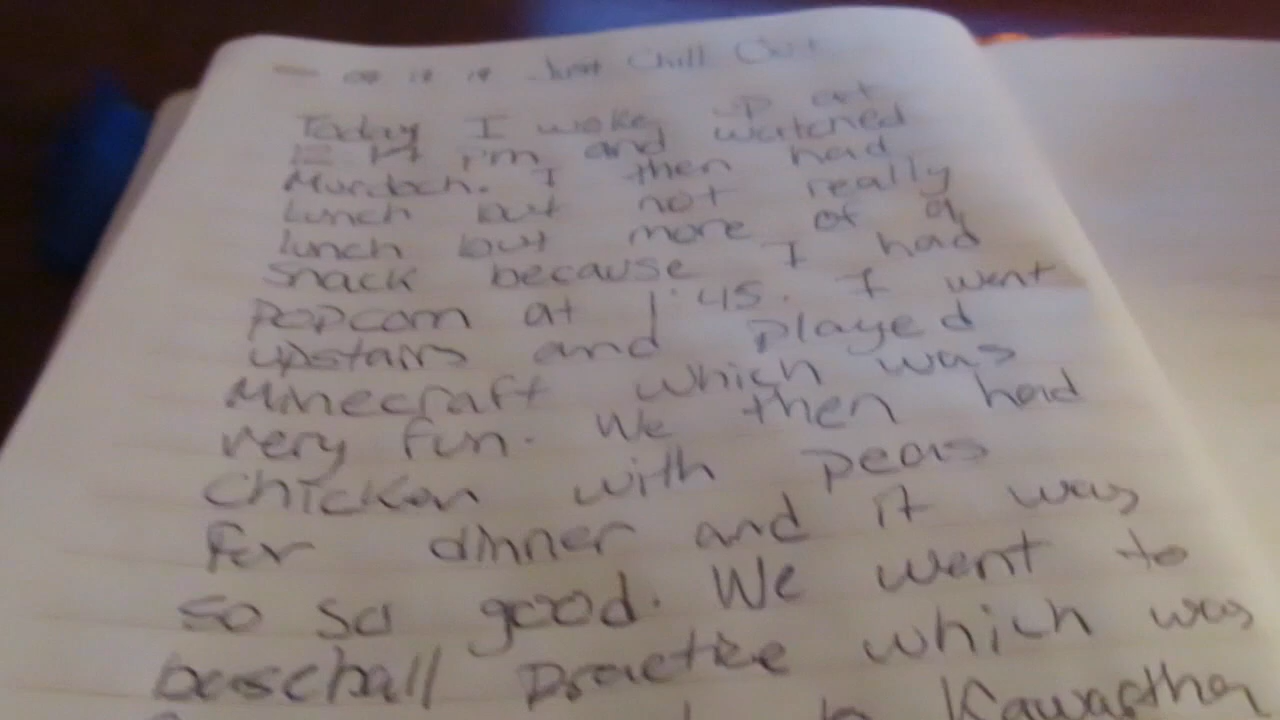 Just Chill Out
Today I woke up at
and watched
Murdoch. I then had
lunch but not really
lunch but more of a
snack because I had
popcorn at 1:45. I went
upstairs and played
Minecraft which was
very fun. We then had
chicken with peas
for dinner and it was
so so good. We went to
baseball practice which was
Kawartha